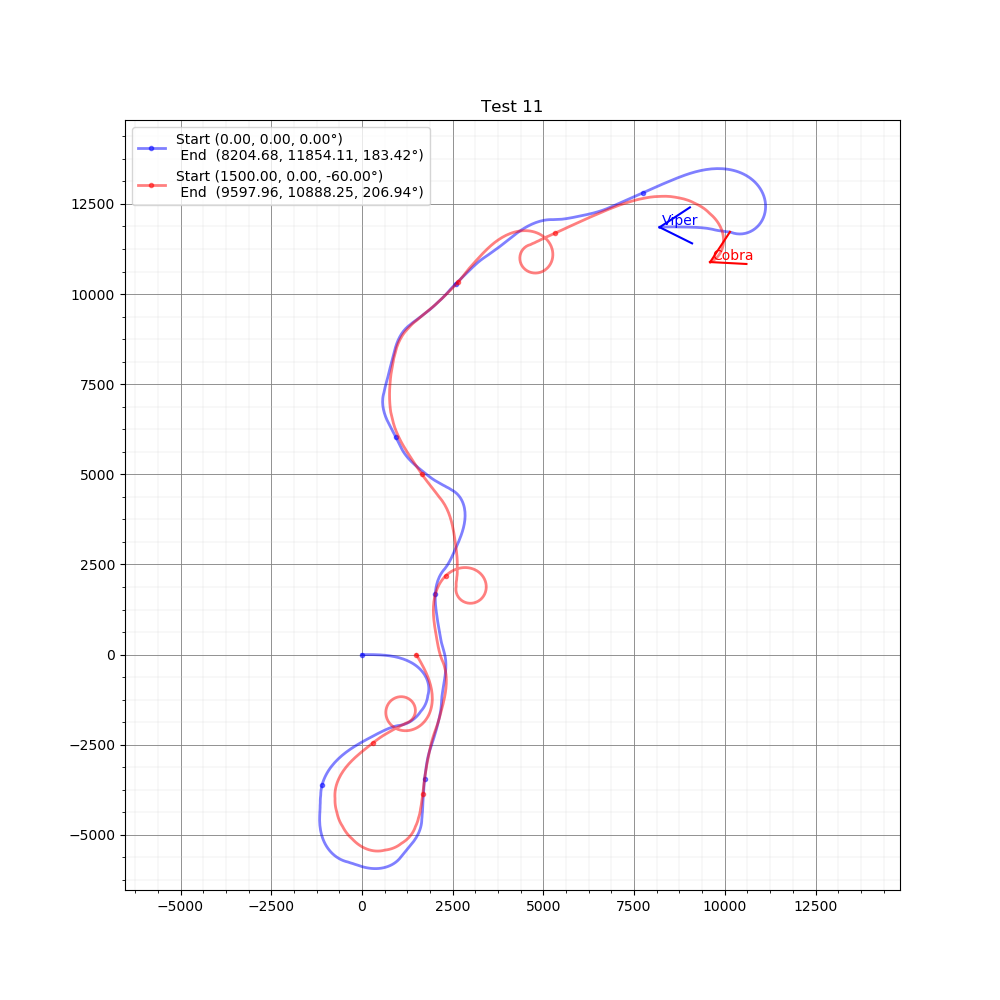 Test 11
Start (0.00, 0.00, 0.00°)
End (8204.68, 11854.11, 183.42°)
Start (1500.00, 0.00, -60.00°)
End (9597.96, 10888.25, 206.94°)
12500
Viper
Cobra
10000
7500
5000
2500
0
−2500
−5000
−5000 −2500 0 2500 5000 7500 10000 12500